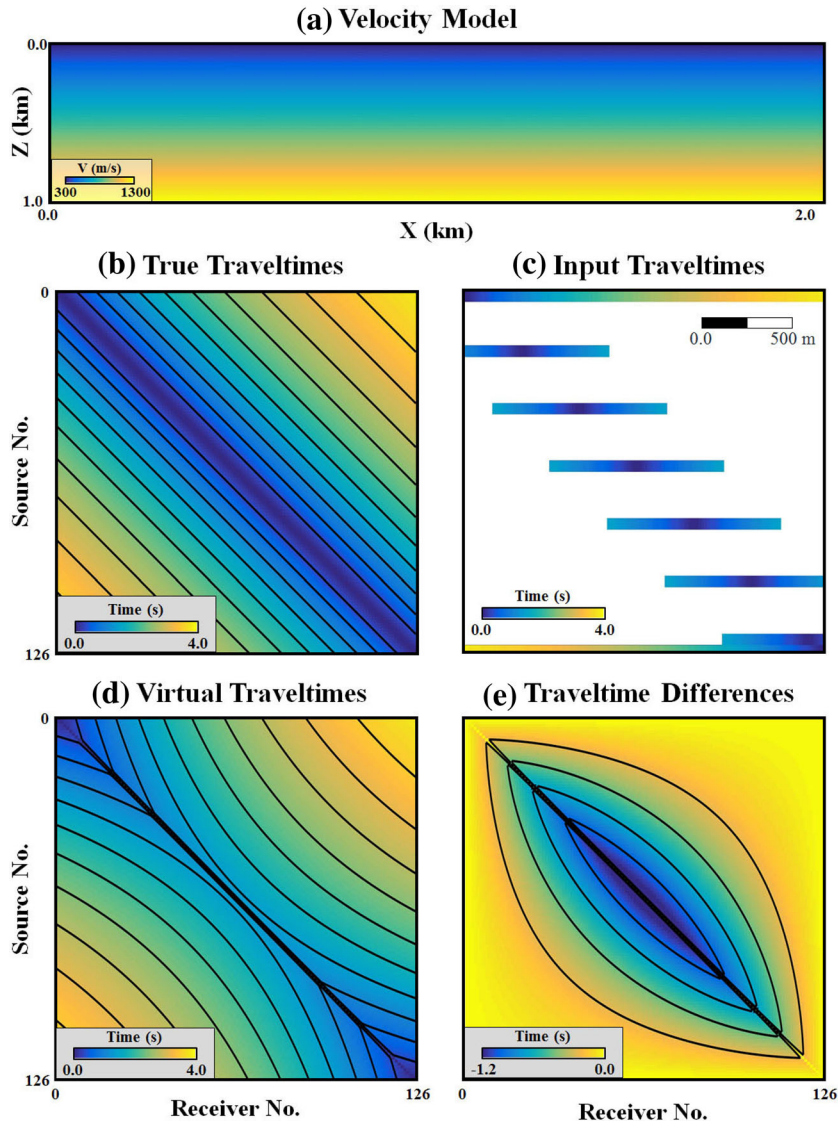 (a) Velocity Model
0.0
Z (km)
V (m/s)
300 1300
1.0
0.0 2.0
X (km)
(b) True Traveltimes
(c) Input Traveltimes
0
Source No.
0.0 500 m
Time (s)
0.0 4.0
Time (s)
0.0 4.0
126
(d) Virtual Traveltimes
(e) Traveltime Differences
0
Source No.
Time (s)
0.0 4.0
Time (s)
-1.2 0.0
126
0 126
0 126
Receiver No.
Receiver No.